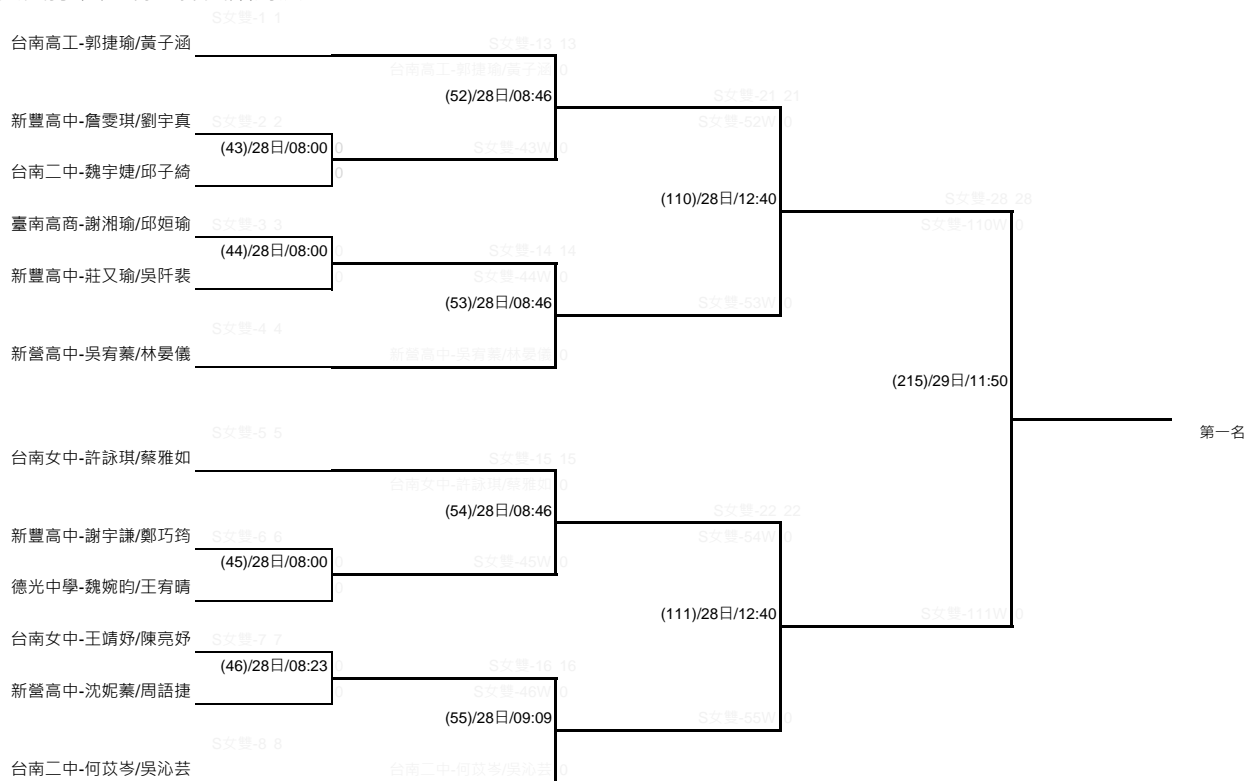 S女雙-1 1
台南高工-郭捷瑜/黃子涵
S女雙-13 13
台南高工-郭捷瑜/黃子涵 0
(52)/28日/08:46
S女雙-21 21
新豐高中-詹雯琪/劉宇真
S女雙-2 2
S女雙-52W 0
(43)/28日/08:00
0
S女雙-43W 0
台南二中-魏宇婕/邱子綺
0
(110)/28日/12:40
S女雙-28 28
臺南高商-謝湘瑜/邱姮瑜
S女雙-3 3
S女雙-110W 0
(44)/28日/08:00
0
S女雙-14 14
新豐高中-莊又瑜/吳阡裴
0
S女雙-44W 0
(53)/28日/08:46
S女雙-53W 0
S女雙-4 4
新營高中-吳宥蓁/林晏儀
新營高中-吳宥蓁/林晏儀 0
(215)/29日/11:50
S女雙-5 5
第一名
台南女中-許詠琪/蔡雅如
S女雙-15 15
台南女中-許詠琪/蔡雅如 0
(54)/28日/08:46
S女雙-22 22
新豐高中-謝宇謙/鄭巧筠
S女雙-6 6
S女雙-54W 0
(45)/28日/08:00
0
S女雙-45W 0
德光中學-魏婉昀/王宥晴
0
(111)/28日/12:40
S女雙-111W 0
台南女中-王靖妤/陳亮妤
S女雙-7 7
(46)/28日/08:23
0
S女雙-16 16
新營高中-沈妮蓁/周語捷
0
S女雙-46W 0
(55)/28日/09:09
S女雙-55W 0
S女雙-8 8
台南二中-何苡岑/吳沁芸
台南二中-何苡岑/吳沁芸 0